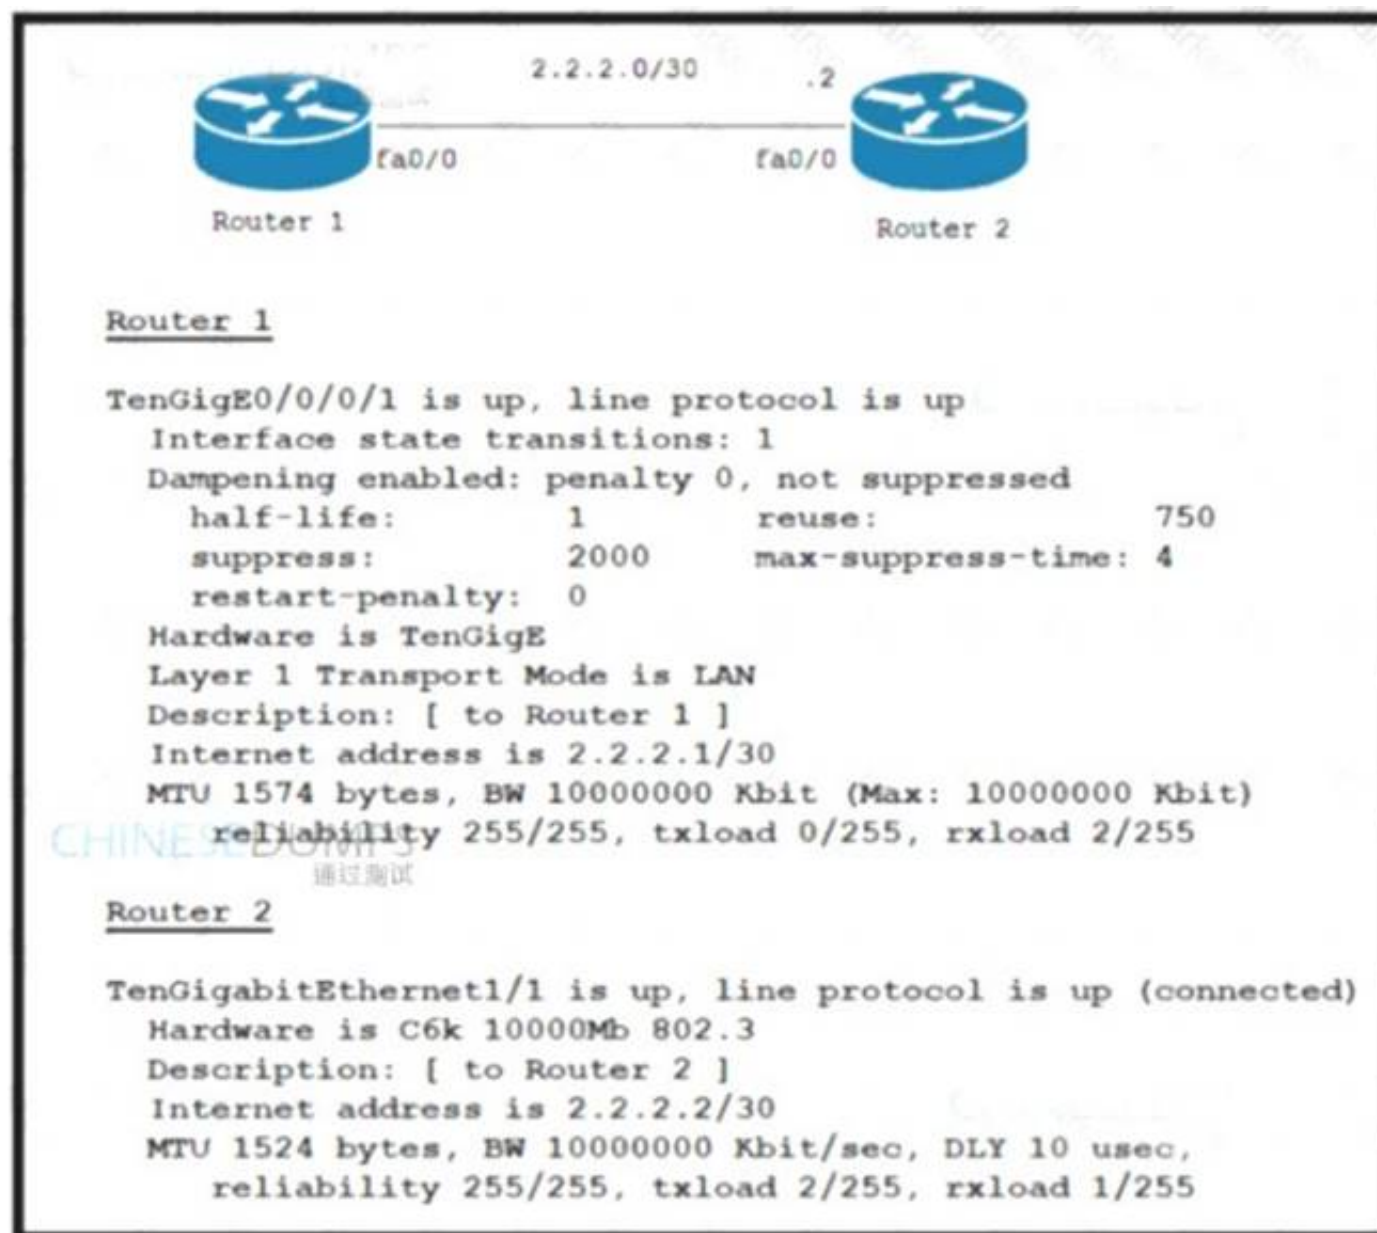 2.2.2.0/30 .2
fa0/0 fa0/0
Router 1 Router 2
Router 1
TenGigE0/0/0/1 is up, line protocol is up
Interface state transitions: 1
Dampening enabled: penalty 0, not suppressed
half-life: 1 reuse: 750
suppress: 2000 max-suppress-time: 4
restart-penalty: 0
Hardware is TenGigE
Layer 1 Transport Mode is LAN
Description: [ to Router 1 ]
Internet address is 2.2.2.1/30
MTU 1574 bytes, BW 10000000 Kbit (Max: 10000000 Kbit)
reliability 255/255, txload 0/255, rxload 2/255
CHINESEDUMPS
通过测试
Router 2
TenGigabitEthernet1/1 is up, line protocol is up (connected)
Hardware is C6k 10000Mb 802.3
Description: [ to Router 2 ]
Internet address is 2.2.2.2/30
MTU 1524 bytes, BW 10000000 Kbit/sec, DLY 10 usec,
reliability 255/255, txload 2/255, rxload 1/255